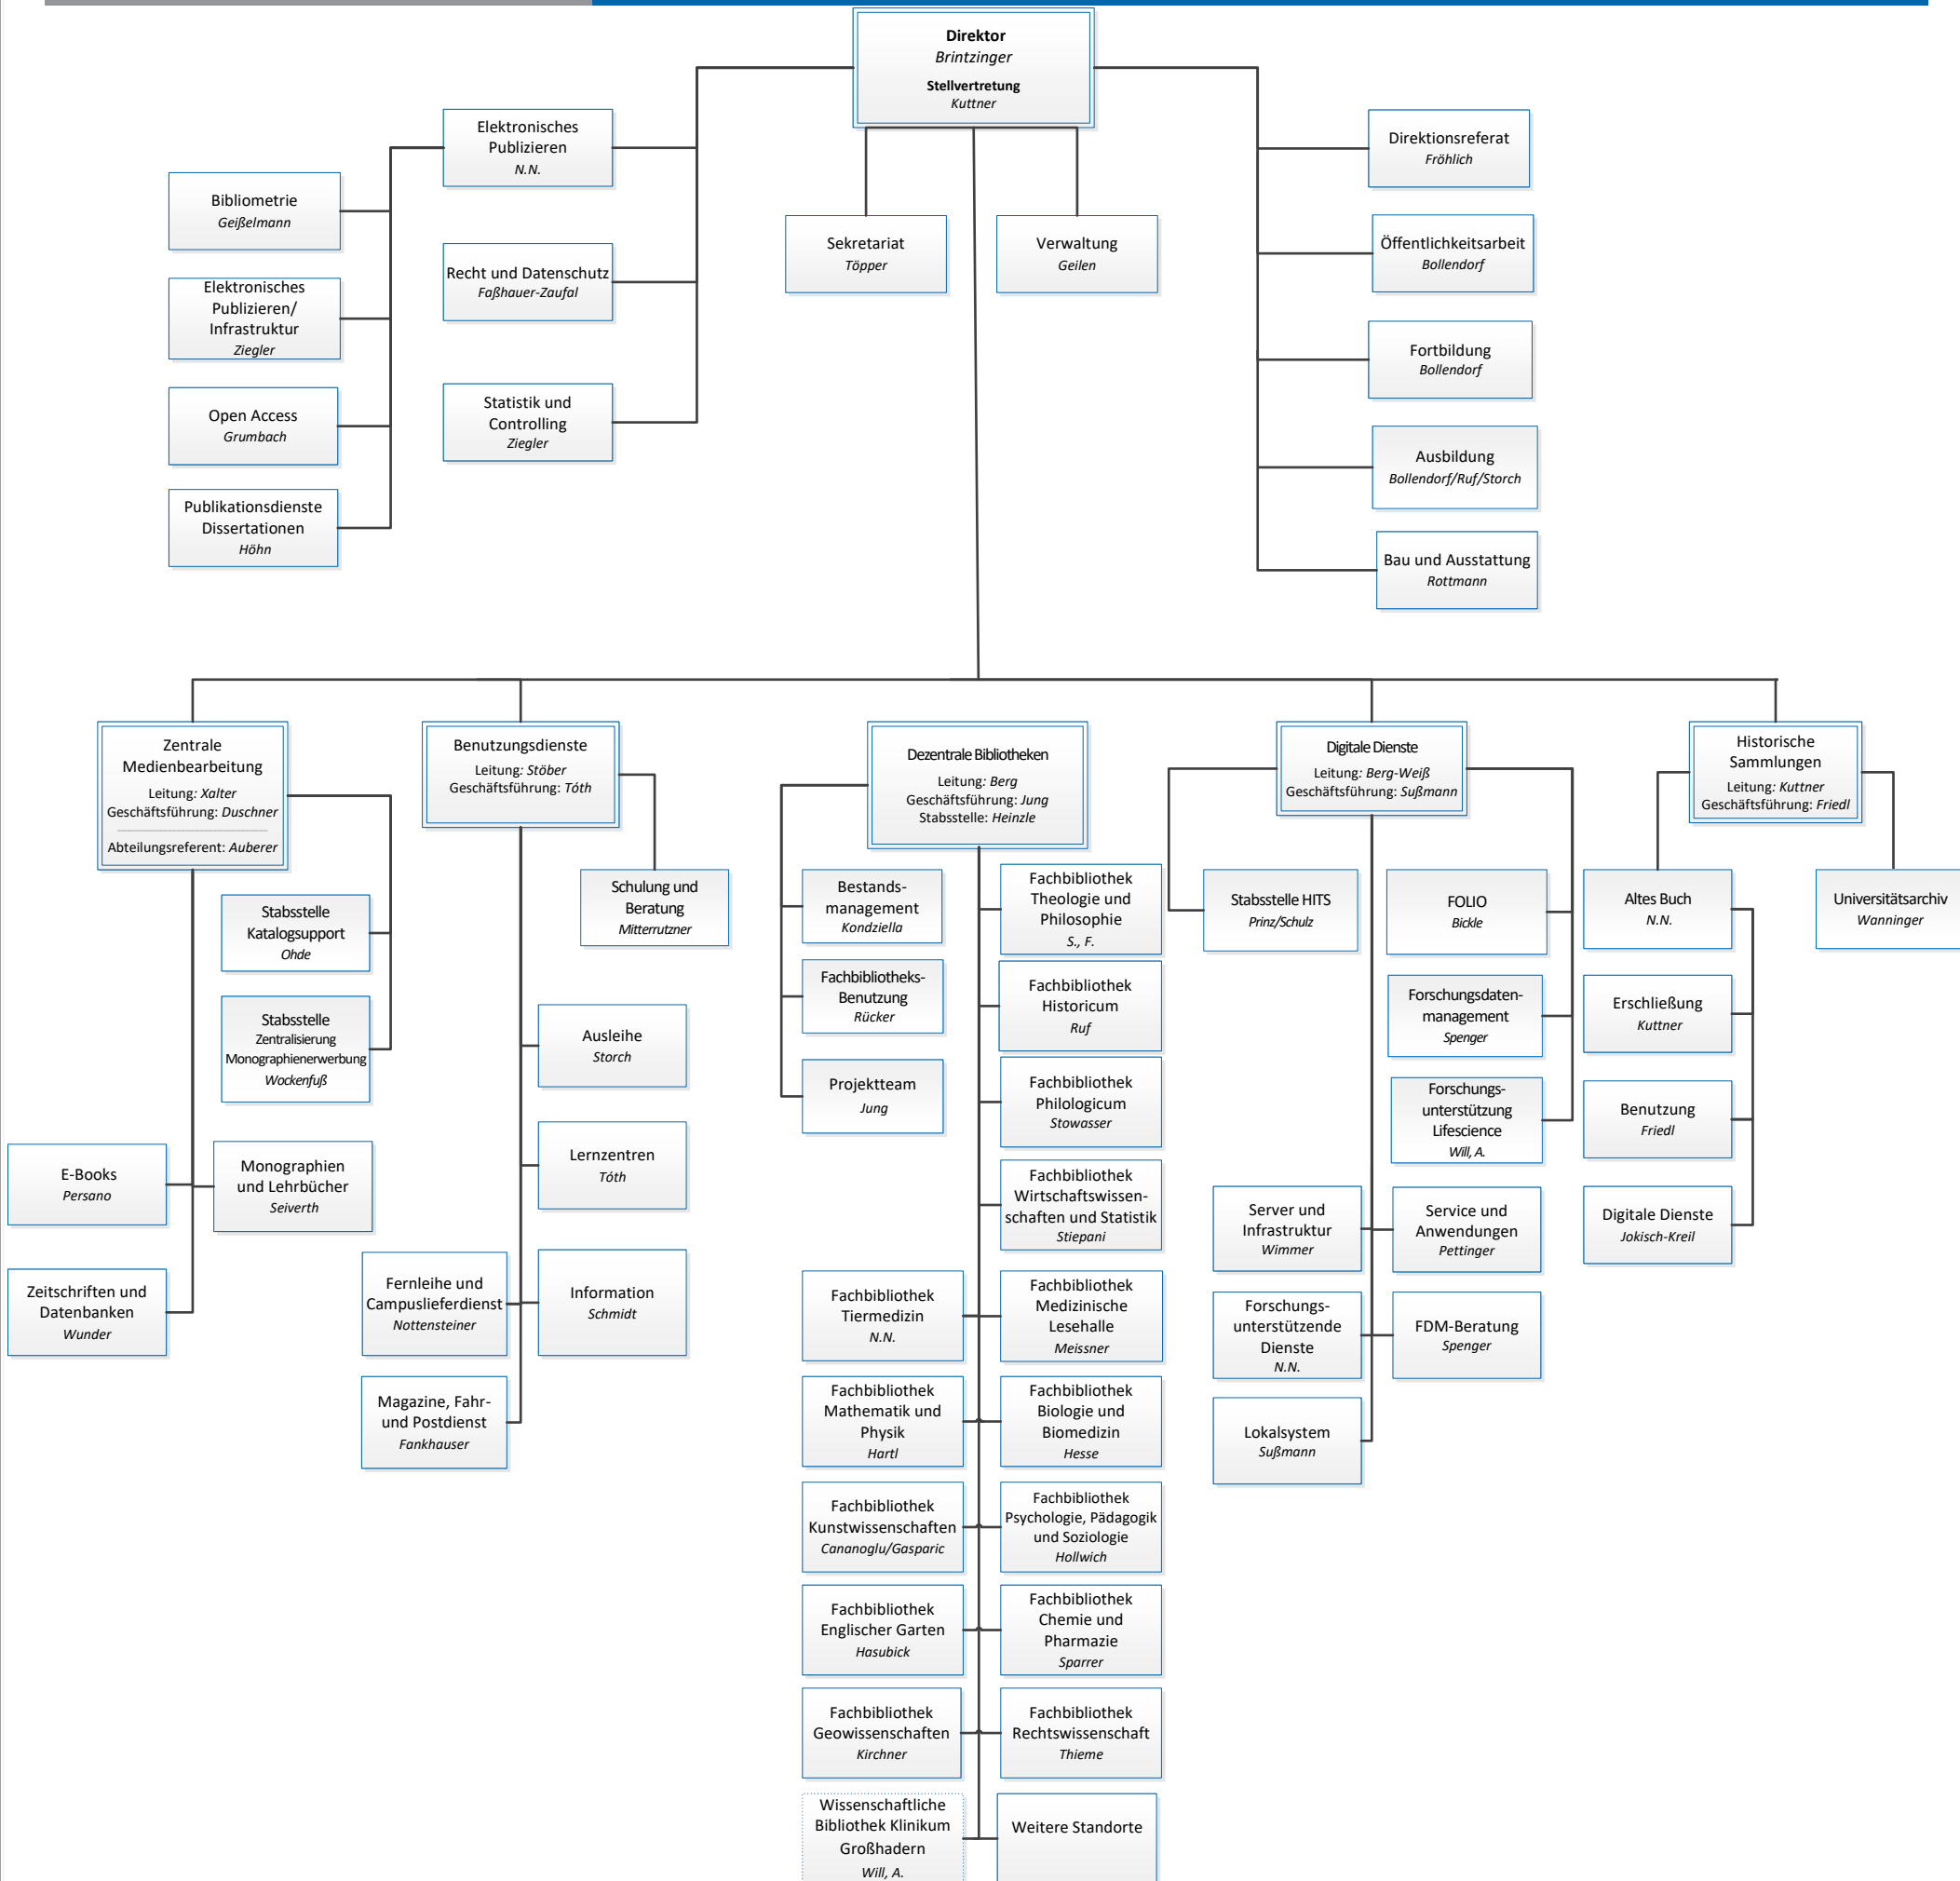 Direktor
Brintzinger
Stellvertretung
Kuttner
Elektronisches
Publizieren
N.N.
Bibliometrie
Geißelmann
Elektronisches
Publizieren/
Infrastruktur
Ziegler
Open Access
Grumbach
Publikationsdienste
Dissertationen
Höhn
Recht und Datenschutz
Faßhauer-Zaufal
Statistik und
Controlling
Ziegler
Sekretariat
Töpper
Verwaltung
Geilen
Direktionsreferat
Fröhlich
Öffentlichkeitsarbeit
Bollendorf
Fortbildung
Bollendorf
Ausbildung
Bollendorf/Ruf/Storch
Bau und Ausstattung
Rottmann
Zentrale
Medienbearbeitung
Leitung: Xalter
Geschäftsführung: Duschner
Abteilungsreferent: Auberer
Stabsstelle
Katalogsupport
Ohde
Stabsstelle
Zentralisierung
Monographienerwerbung
Wockenfuß
E-Books
Persano
Monographien
und Lehrbücher
Seiverth
Zeitschriften und
Datenbanken
Wunder
Benutzungsdienste
Leitung: Stöber
Geschäftsführung: Tóth
Schulung und
Beratung
Mitterrutzner
Ausleihe
Storch
Lernzentren
Tóth
Fernleihe und
Campuslieferdienst
Nottensteiner
Information
Schmidt
Magazine, Fahr-
und Postdienst
Fankhauser
Dezentrale Bibliotheken
Leitung: Berg
Geschäftsführung: Jung
Stabsstelle: Heinzle
Bestands-
management
Kondziella
Fachbibliotheks-
Benutzung
Rücker
Projektteam
Jung
Fachbibliothek
Theologie und
Philosophie
S., F.
Fachbibliothek
Historicum
Ruf
Fachbibliothek
Philologicum
Stowasser
Fachbibliothek
Wirtschaftswissen-
schaften und Statistik
Stiepani
Fachbibliothek
Tiermedizin
N.N.
Fachbibliothek
Medizinische
Lesehalle
Meissner
Fachbibliothek
Mathematik und
Physik
Hartl
Fachbibliothek
Biologie und
Biomedizin
Hesse
Fachbibliothek
Kunstwissenschaften
Cananoglu/Gasparic
Fachbibliothek
Psychologie, Pädagogik
und Soziologie
Hollwich
Fachbibliothek
Englischer Garten
Hasubick
Fachbibliothek
Chemie und
Pharmazie
Sparrer
Fachbibliothek
Geowissenschaften
Kirchner
Fachbibliothek
Rechtswissenschaft
Thieme
Wissenschaftliche
Bibliothek Klinikum
Großhadern
Will, A.
Weitere Standorte
Digitale Dienste
Leitung: Berg-Weiß
Geschäftsführung: Sußmann
Stabsstelle HITS
Prinz/Schulz
FOLIO
Bickle
Forschungsdaten-
management
Spenger
Forschungs-
unterstützung
Lifescience
Will, A.
Server und
Infrastruktur
Wimmer
Service und
Anwendungen
Pettinger
Forschungs-
unterstützende
Dienste
N.N.
FDM-Beratung
Spenger
Lokalsystem
Sußmann
Historische
Sammlungen
Leitung: Kuttner
Geschäftsführung: Friedl
Altes Buch
N.N.
Universitätsarchiv
Wanninger
Erschließung
Kuttner
Benutzung
Friedl
Digitale Dienste
Jokisch-Kreil